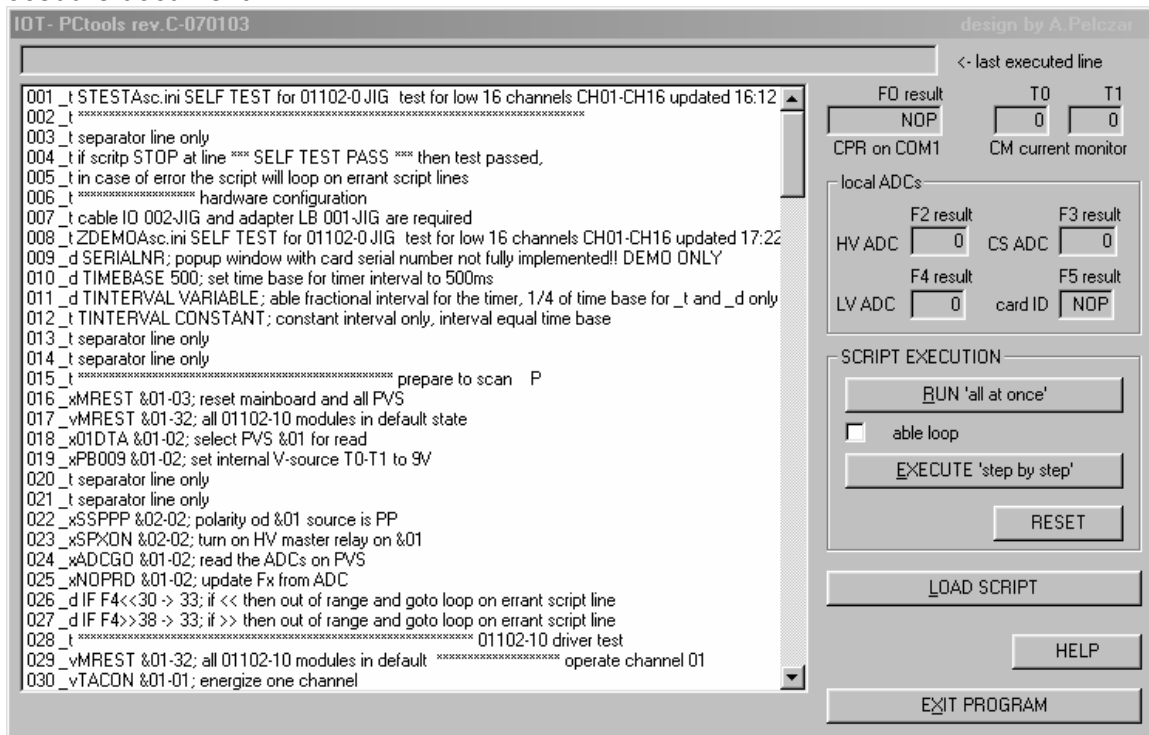 IOT- PCtools rev.C-070103 design by A.Pelczar
<- last executed line
001 _t STESTAsc.ini SELF TEST for 01102-0 JIG test for low 16 channels CH01-CH16 updated 16:12
002 _t ******************************************************************************
003 _t separator line only
004 _t if scritp STOP at line *** SELF TEST PASS *** then test passed,
005 _t in case of error the script will loop on errant script lines
006 _t ****************** hardware configuration
007 _t cable IO 002-JIG and adapter LB 001-JIG are required
008 _t ZDEMOAsc.ini SELF TEST for 01102-0 JIG test for low 16 channels CH01-CH16 updated 17:22
009 _d SERIALNR; popup window with card serial number not fully implemented!! DEMO ONLY
010 _d TIMEBASE 500; set time base for timer interval to 500ms
011 _d TINTERVAL VARIABLE; able fractional interval for the timer, 1/4 of time base for _t and _d only
012 _t TINTERVAL CONSTANT; constant interval only, interval equal time base
013 _t separator line only
014 _t separator line only
015 _t ************************************************ prepare to scan P
016 _xMREST &01-03; reset mainboard and all PVS
017 _vMREST &01-32; all 01102-10 modules in default state
018 _x01DTA &01-02; select PVS &01 for read
019 _xPB009 &01-02; set internal V-source T0-T1 to 9V
020 _t separator line only
021 _t separator line only
022 _xSSPPP &02-02; polarity od &01 source is PP
023 _xSPXON &02-02; turn on HV master relay on &01
024 _xADCGO &01-02; read the ADCs on PVS
025 _xNOPRD &01-02; update Fx from ADC
026 _d IF F4<<30 -> 33; if << then out of range and goto loop on errant script line
027 _d IF F4>>38 -> 33; if >> then out of range and goto loop on errant script line
028 _t ************************************************************ 01102-10 driver test
029 _vMREST &01-32; all 01102-10 modules in default ******************* operate channel 01
030 _vTACON &01-01; energize one channel
F0 result T0 T1
NOP 0 0
CPR on COM1 CM current monitor
local ADCs
F2 result F3 result
HV ADC 0 CS ADC 0
F4 result F5 result
LV ADC 0 card ID NOP
SCRIPT EXECUTION
RUN 'all at once'
able loop
EXECUTE 'step by step'
RESET
LOAD SCRIPT
HELP
EXIT PROGRAM